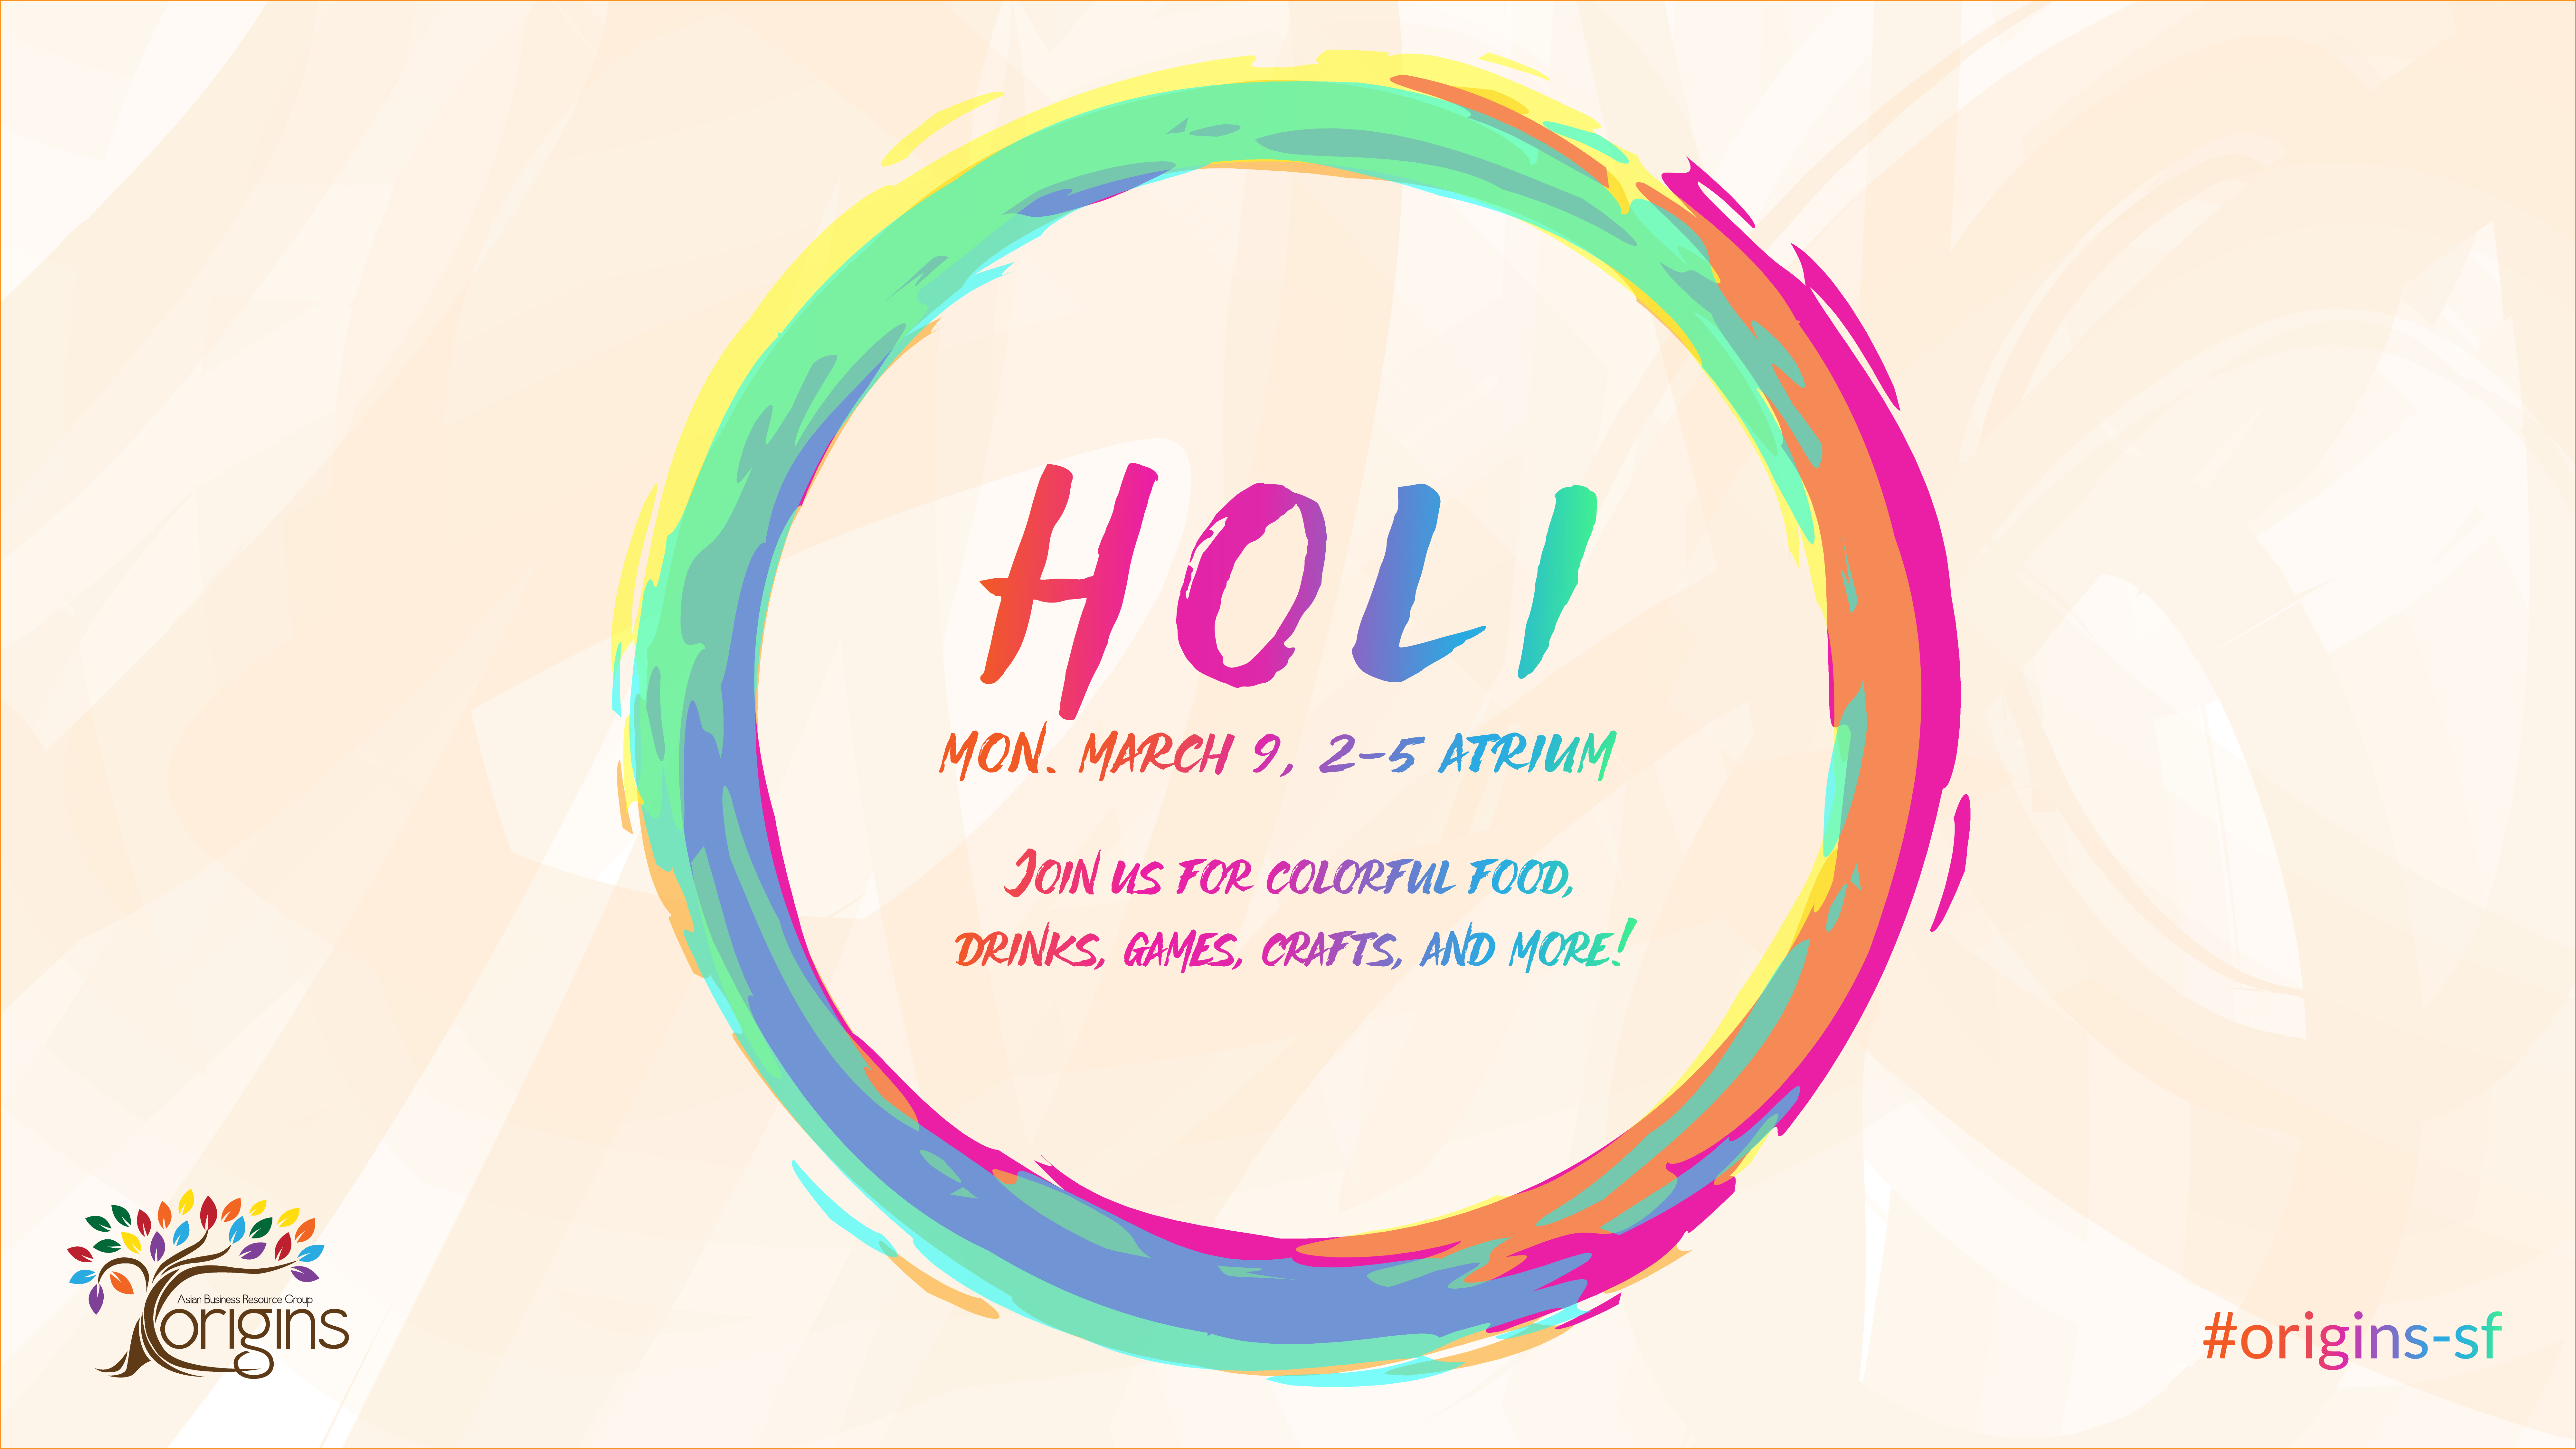 HOLI
MON. MARCH 9, 2-5 ATRIUM
JOIN US FOR COLORFUL FOOD,
DRINKS, GAMES, CRAFTS, AND MORE!
Asian Business Resource Group
origins
#origins-sf